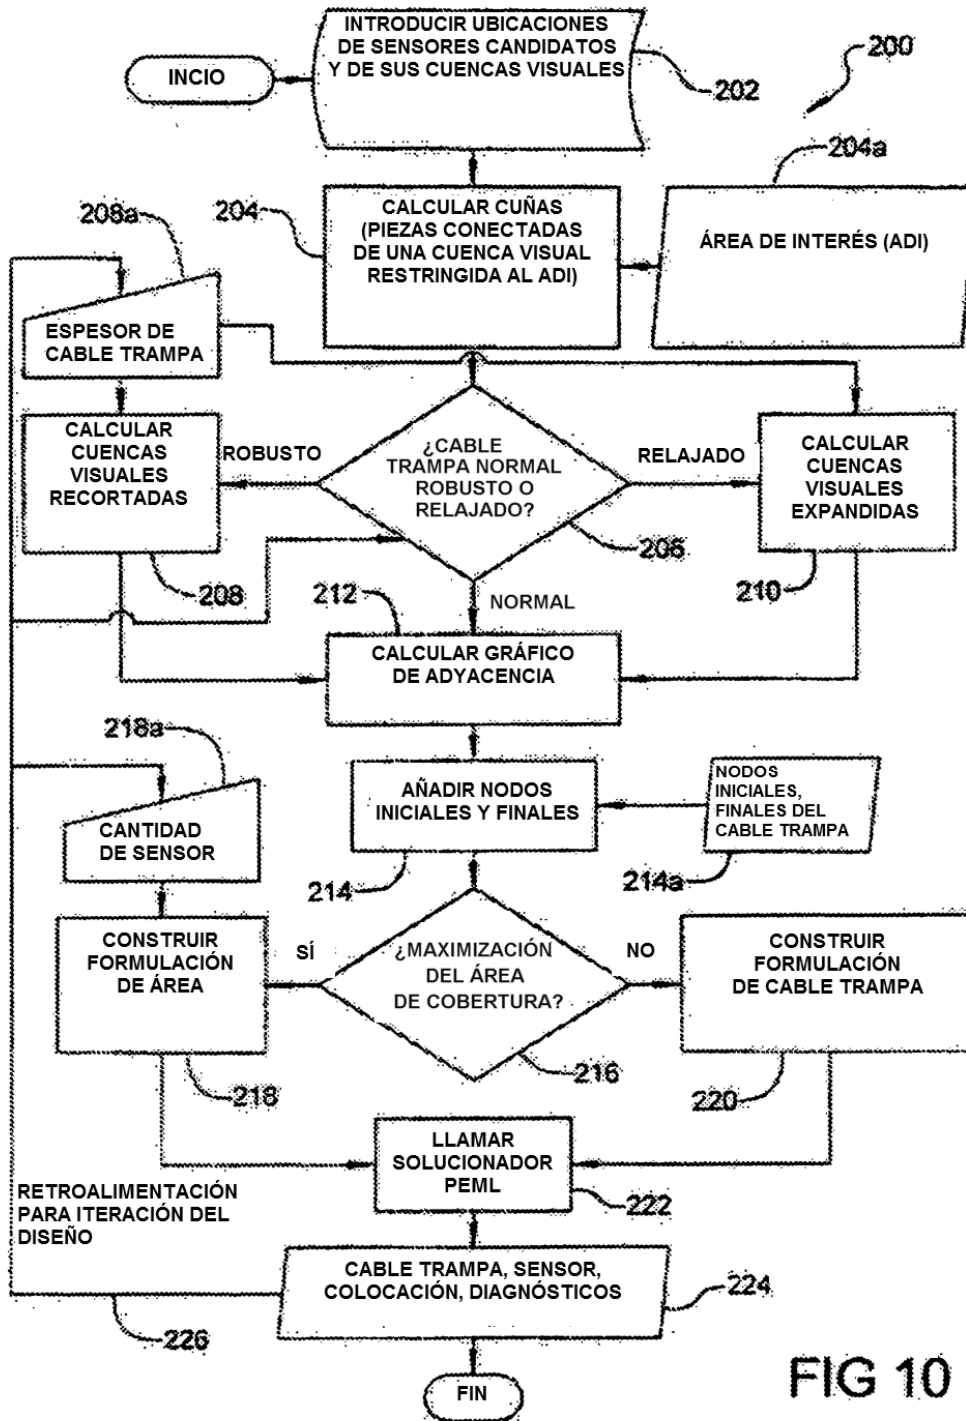 INTRODUCIR UBICACIONES
DE SENSORES CANDIDATOS
Y DE SUS CUENCAS VISUALES
INCIO
202
200
204a
204
CALCULAR CUÑAS
(PIEZAS CONECTADAS
DE UNA CUENCA VISUAL
RESTRINGIDA AL ADI)
ÁREA DE INTERÉS (ADI)
208a
ESPESOR DE
CABLE TRAMPA
CALCULAR
CUENCAS
VISUALES
RECORTADAS
ROBUSTO
¿CABLE
TRAMPA NORMAL
ROBUSTO O
RELAJADO?
RELAJADO
CALCULAR
CUENCAS
VISUALES
EXPANDIDAS
206
208
210
212
NORMAL
CALCULAR GRÁFICO
DE ADYACENCIA
218a
CANTIDAD
DE SENSOR
AÑADIR NODOS
INICIALES Y FINALES
NODOS
INICIALES,
FINALES DEL
CABLE TRAMPA
214
214a
CONSTRUIR
FORMULACIÓN
DE ÁREA
SÍ
¿MAXIMIZACIÓN
DEL ÁREA
DE COBERTURA?
NO
CONSTRUIR
FORMULACIÓN
DE CABLE TRAMPA
218
216
220
LLAMAR
SOLUCIONADOR
PEML
222
RETROALIMENTACIÓN
PARA ITERACIÓN DEL
DISEÑO
CABLE TRAMPA, SENSOR,
COLOCACIÓN, DIAGNÓSTICOS
224
226
FIN
FIG 10